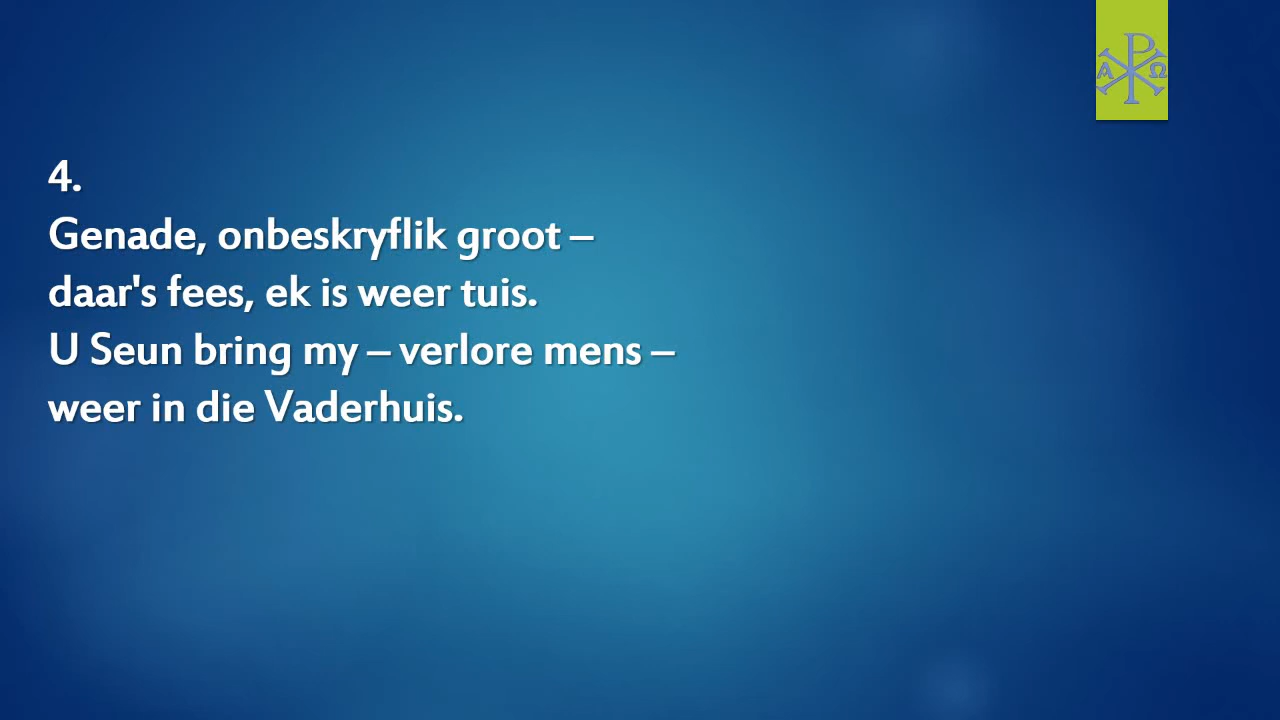 Α Ω
4.
Genade, onbeskryflik groot –
daar's fees, ek is weer tuis.
U Seun bring my – verlore mens –
weer in die Vaderhuis.